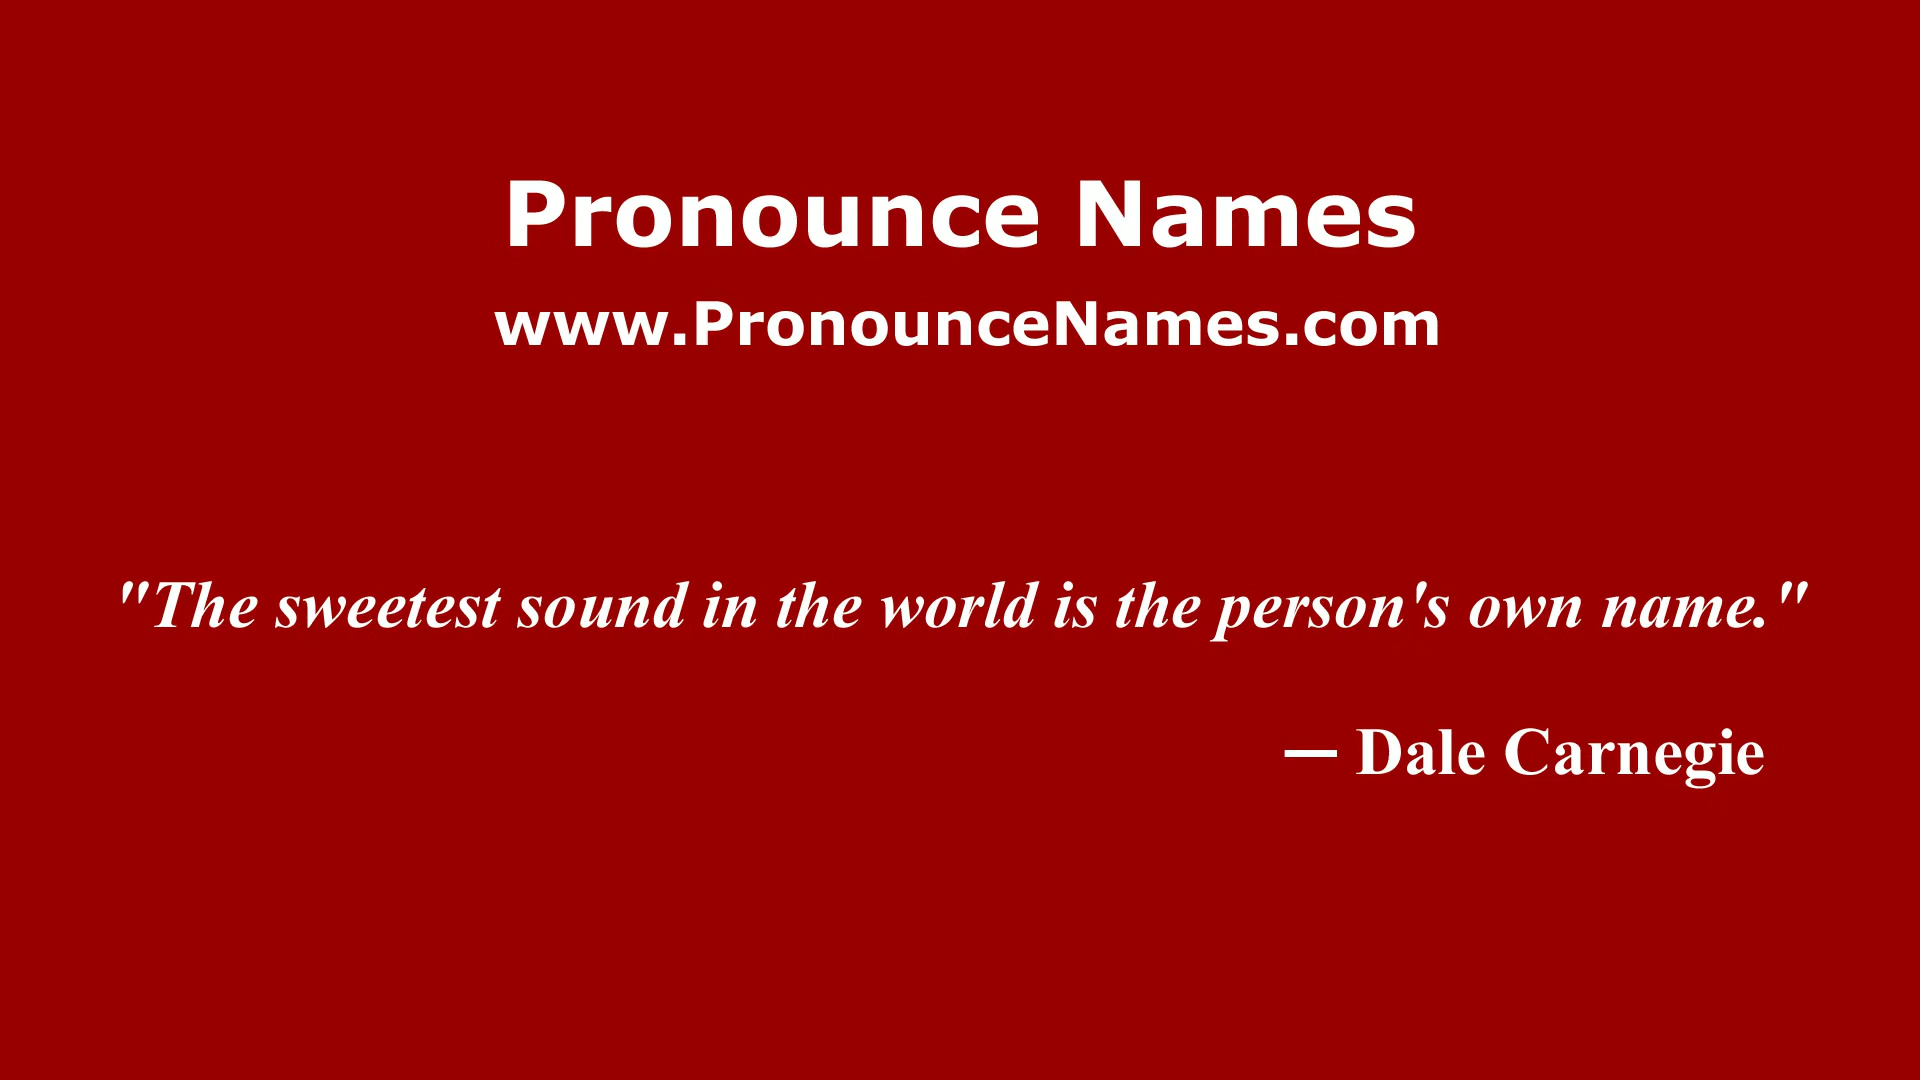 Pronounce Names
www.PronounceNames.com
"The sweetest sound in the world is the person's own name."
— Dale Carnegie